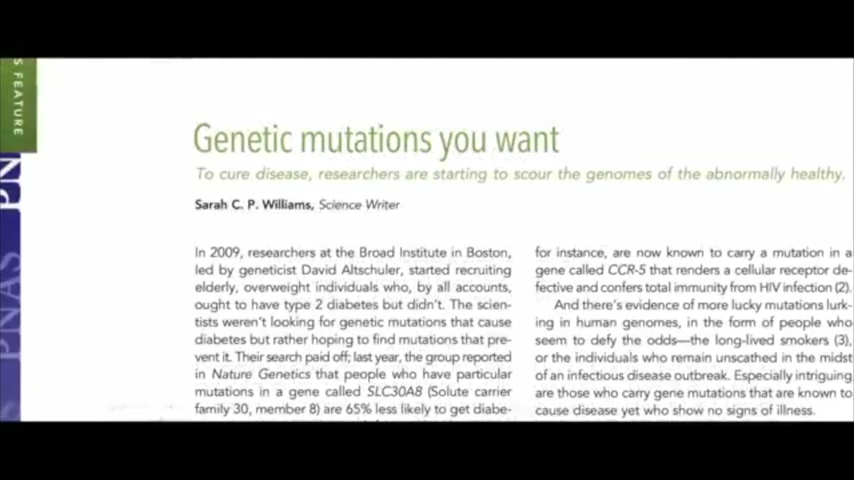 S FEATURE
PN
PNAS
PNAS
Genetic mutations you want
To cure disease, researchers are starting to scour the genomes of the abnormally healthy.
Sarah C. P. Williams, Science Writer
In 2009, researchers at the Broad Institute in Boston,
led by geneticist David Altschuler, started recruiting
elderly, overweight individuals who, by all accounts,
ought to have type 2 diabetes but didn't. The scien-
tists weren't looking for genetic mutations that cause
diabetes but rather hoping to find mutations that pre-
vent it. Their search paid off; last year, the group reported
in Nature Genetics that people who have particular
mutations in a gene called SLC30A8 (Solute carrier
family 30, member 8) are 65% less likely to get diabe-
for instance, are now known to carry a mutation in a
gene called CCR-5 that renders a cellular receptor de-
fective and confers total immunity from HIV infection (2).
And there's evidence of more lucky mutations lurk-
ing in human genomes, in the form of people who
seem to defy the odds—the long-lived smokers (3),
or the individuals who remain unscathed in the midst
of an infectious disease outbreak. Especially intriguing
are those who carry gene mutations that are known to
cause disease yet who show no signs of illness.